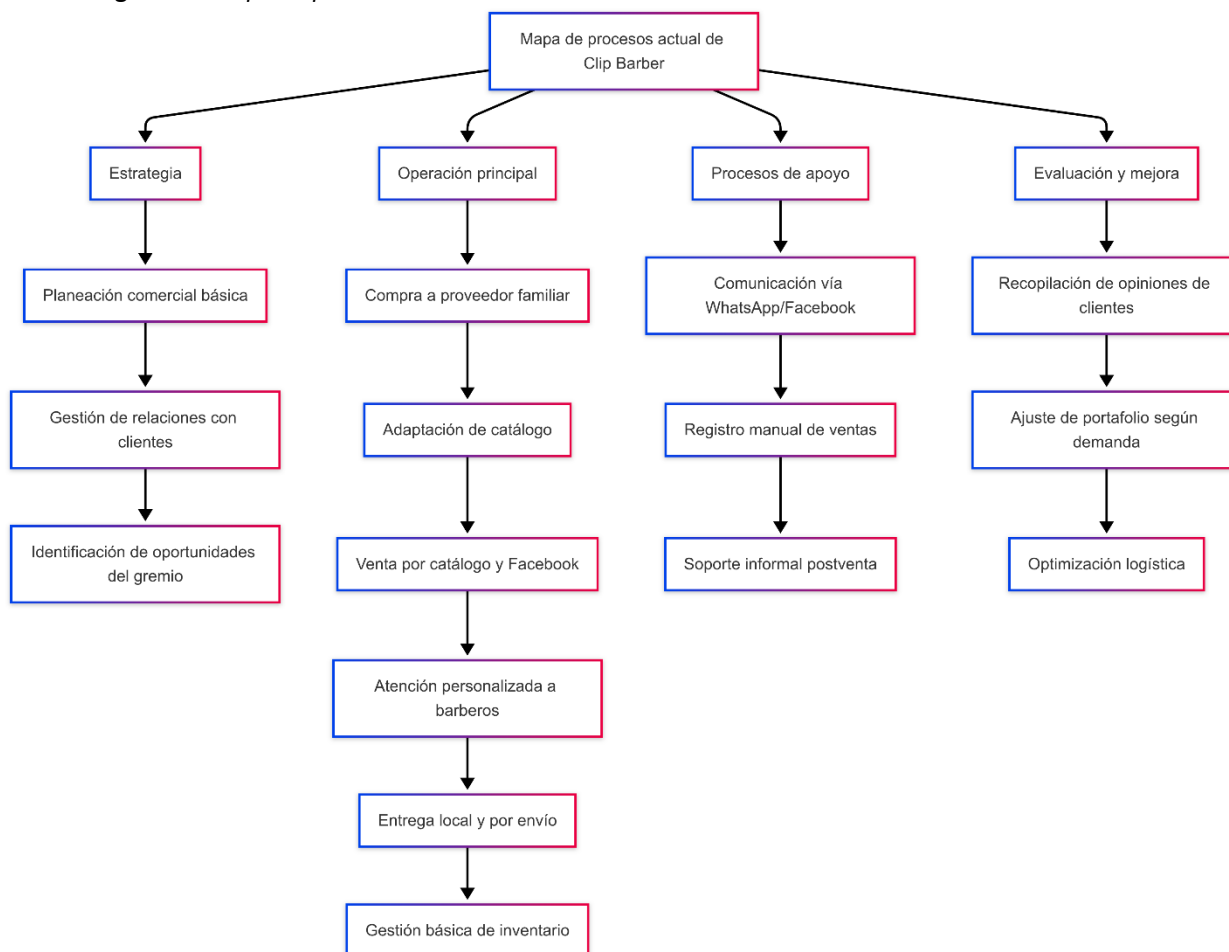 Mapa de procesos actual de
Clip Barber
Estrategia
Operación principal
Procesos de apoyo
Evaluación y mejora
Planeación comercial básica
Compra a proveedor familiar
Comunicación vía
WhatsApp/Facebook
Recopilación de opiniones de
clientes
Gestión de relaciones con
clientes
Adaptación de catálogo
Registro manual de ventas
Ajuste de portafolio según
demanda
Identificación de oportunidades
del gremio
Venta por catálogo y Facebook
Soporte informal postventa
Optimización logística
Atención personalizada a
barberos
Entrega local y por envío
Gestión básica de inventario